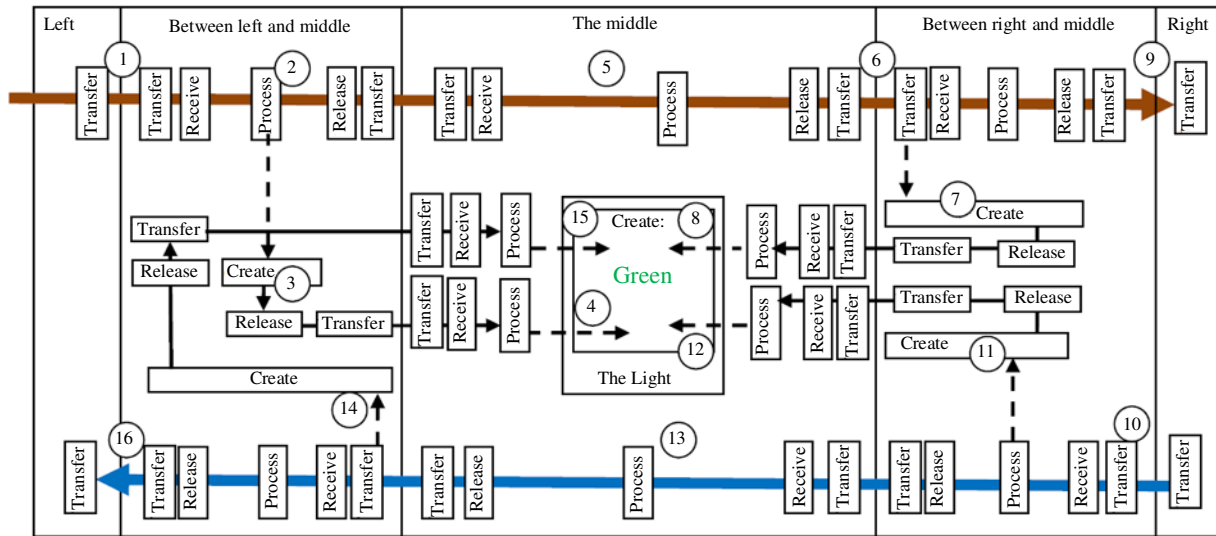 Left
Between left and middle
The middle
Between right and middle
Right
1
2
5
6
9
Transfer
Transfer
Receive
Process
Release
Transfer
Transfer
Receive
Process
Release
Transfer
Transfer
Receive
Process
Release
Transfer
Transfer
7
Create
Transfer
Release
Transfer
Receive
Process
15
Create:
8
Process
Receive
Transfer
Transfer
Release
Create
3
Green
Release
Transfer
Transfer
Receive
Process
4
12
Process
Receive
Transfer
Transfer
Release
Create
11
The Light
Create
14
16
13
10
Transfer
Transfer
Release
Process
Receive
Transfer
Transfer
Release
Process
Receive
Transfer
Transfer
Release
Process
Receive
Transfer
Transfer